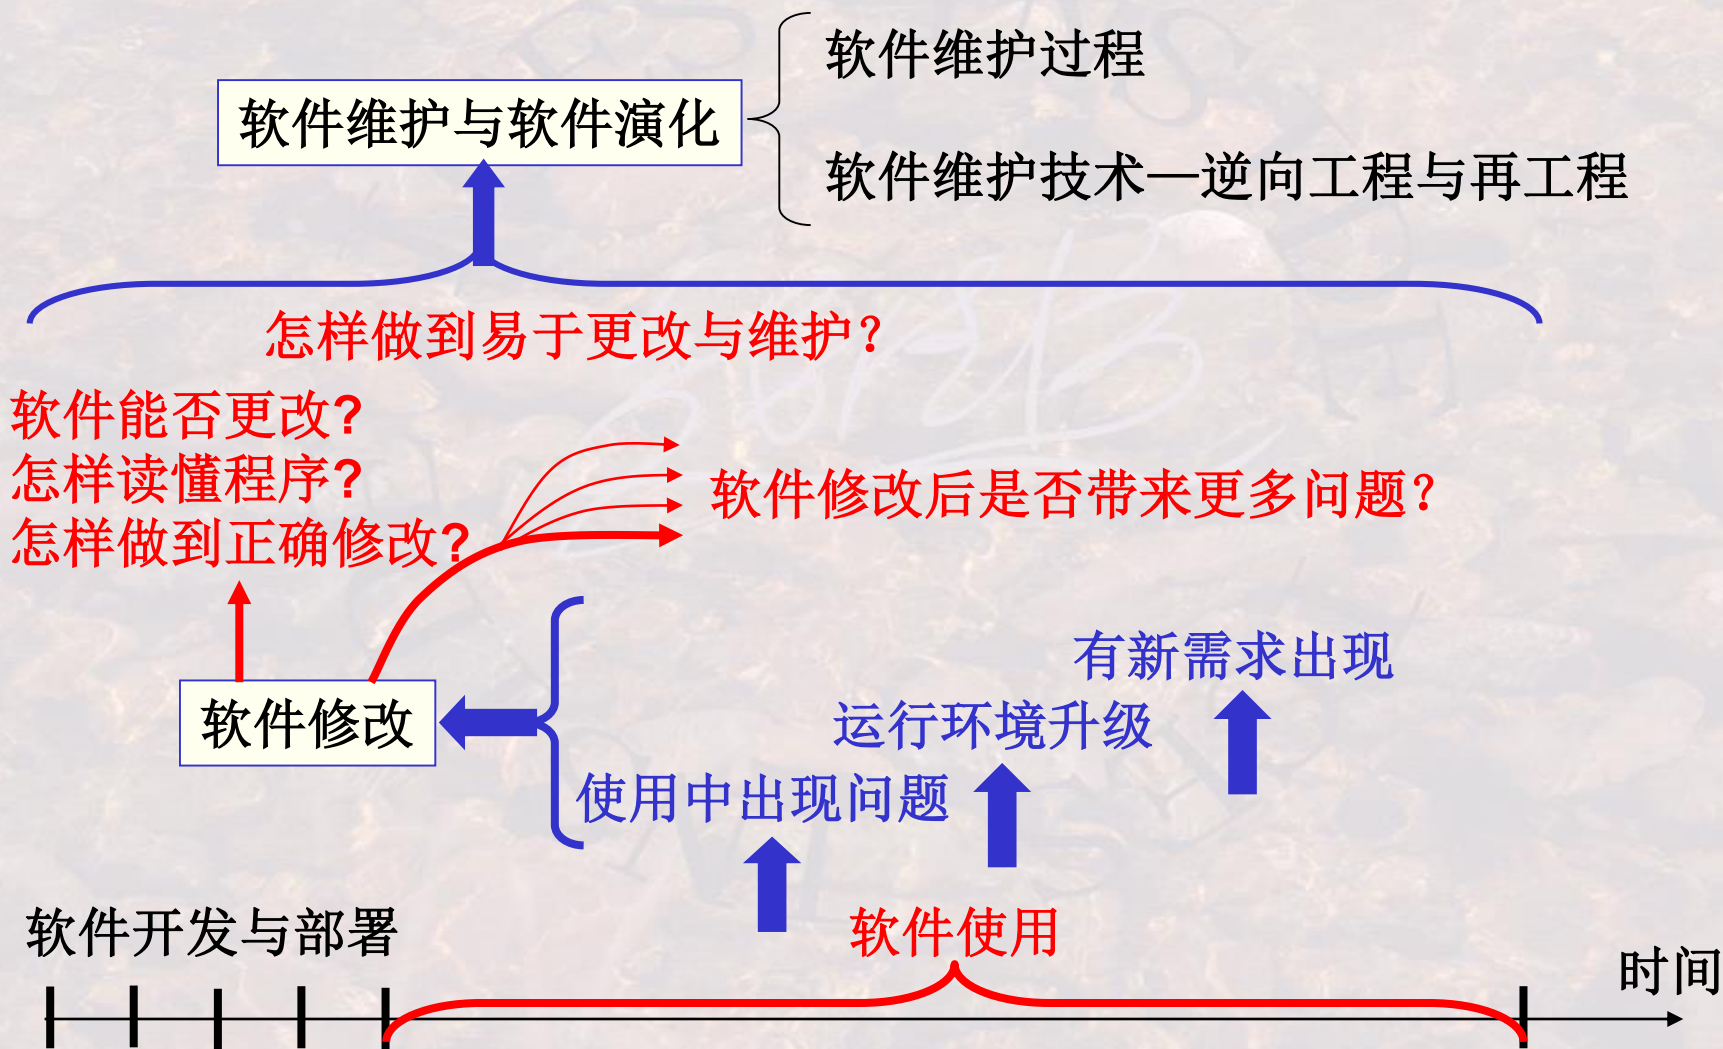 软件维护过程
软件维护与软件演化
软件维护技术—逆向工程与再工程
怎样做到易于更改与维护？
软件能否更改?
怎样读懂程序?
怎样做到正确修改?
软件修改后是否带来更多问题？
有新需求出现
软件修改
运行环境升级
使用中出现问题
软件开发与部署
软件使用
时间